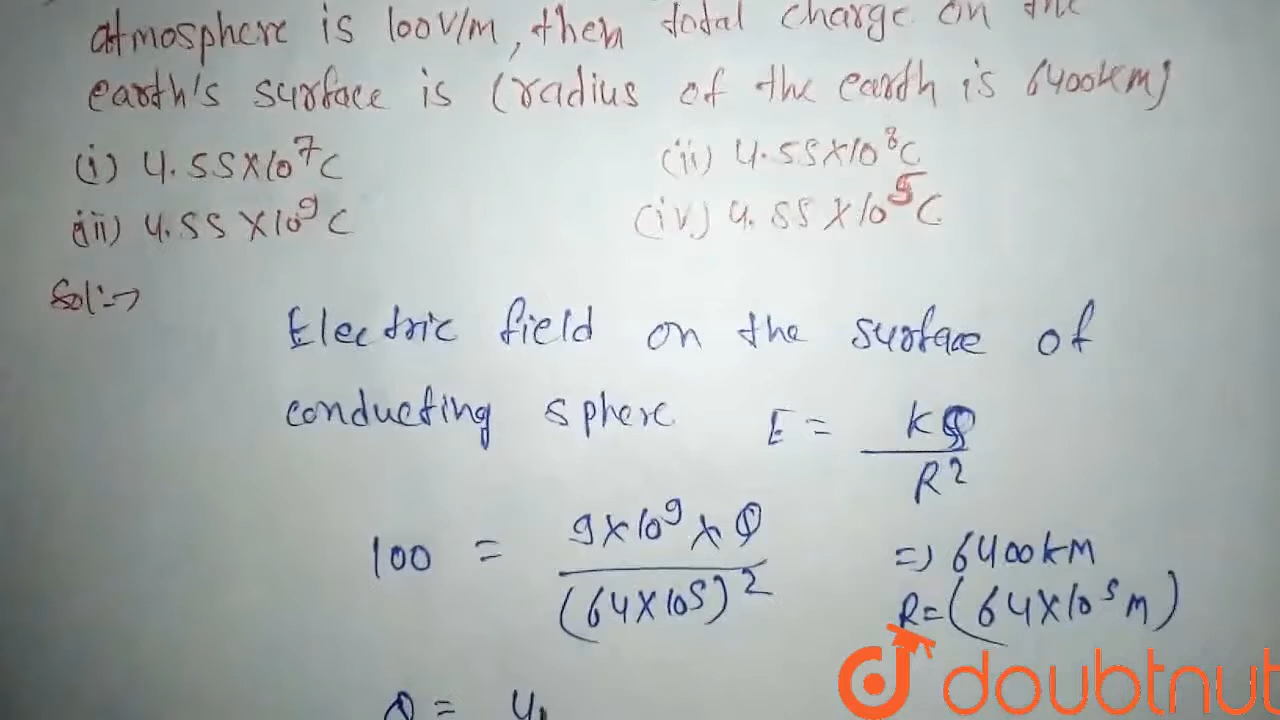 atmosphere is 100V/m, then total charge on the
earth's surface is (radius of the earth is 6400km)
(i) 4.55×10⁷C (ii) 4.55×10⁸C
(iii) 4.55×10⁹C (iv) 4.55×10⁵C
Sol:→
Electric field on the surface of
conducting sphere E = KQ/R²
100 = 9×10⁹×Q/(64×10⁵)² => 6400km
R=(64×10⁵m)
Q = 4.
doubtnut